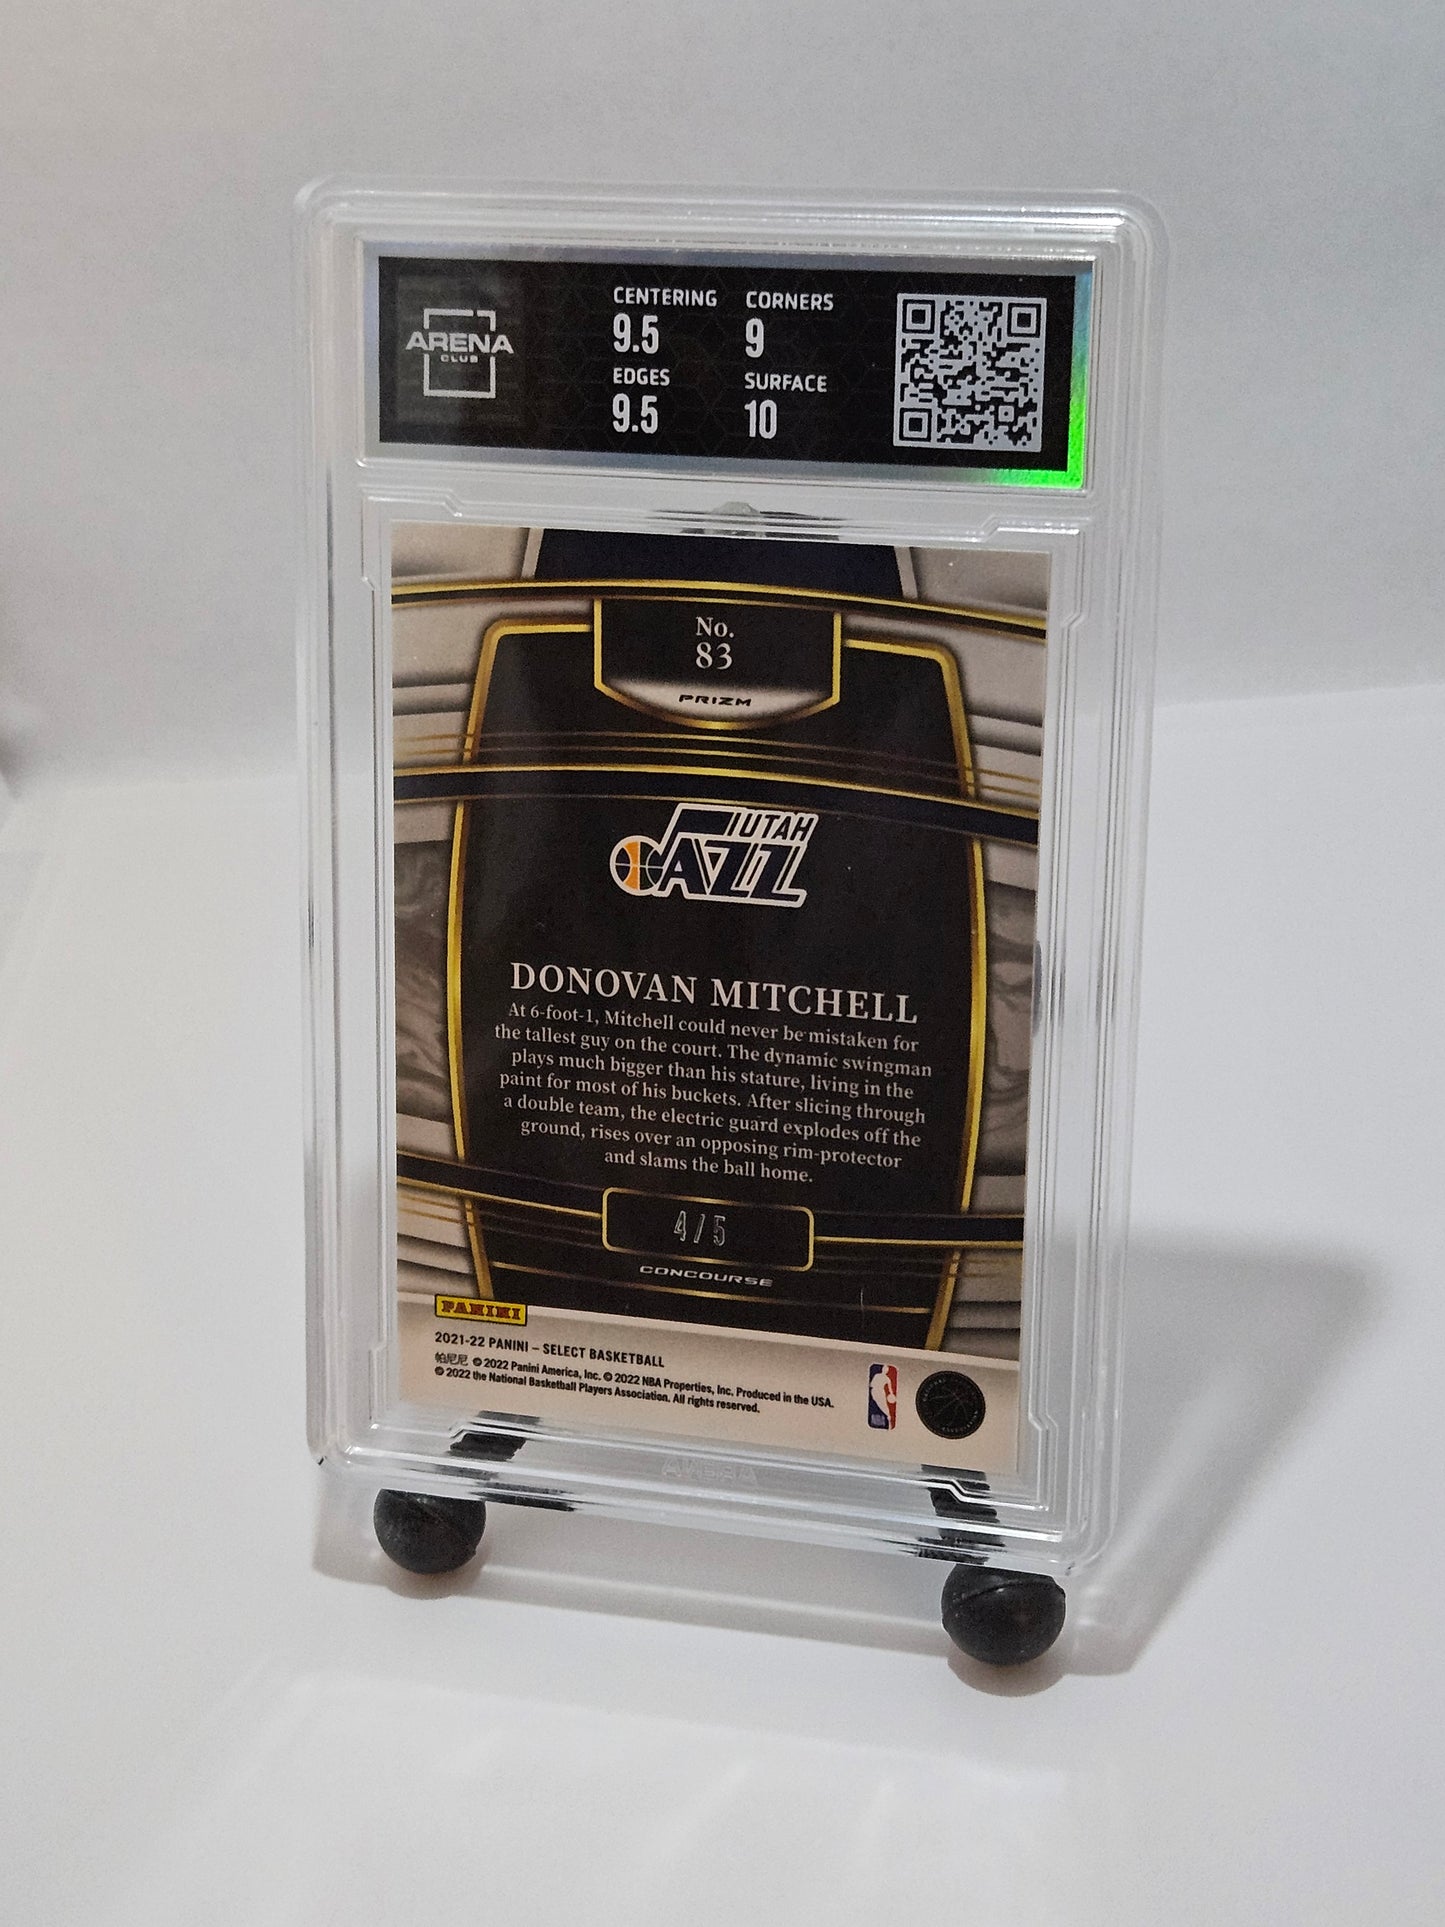 ARENA
CLUB
CENTERING CORNERS
9.5 9
EDGES SURFACE
9.5 10
No.
83
PRIZM
UTAH
JAZZ
DONOVAN MITCHELL
At 6-foot-1, Mitchell could never be mistaken for
the tallest guy on the court. The dynamic swingman
plays much bigger than his stature, living in the
paint for most of his buckets. After slicing through
a double team, the electric guard explodes off the
ground, rises over an opposing rim-protector
and slams the ball home.
4/5
CONCOURSE
PANINI
2021-22 PANINI – SELECT BASKETBALL
帕尼尼 © 2022 Panini America, Inc. © 2022 NBA Properties, Inc. Produced in the USA.
© 2022 the National Basketball Players Association. All rights reserved.
NBA
ARENA